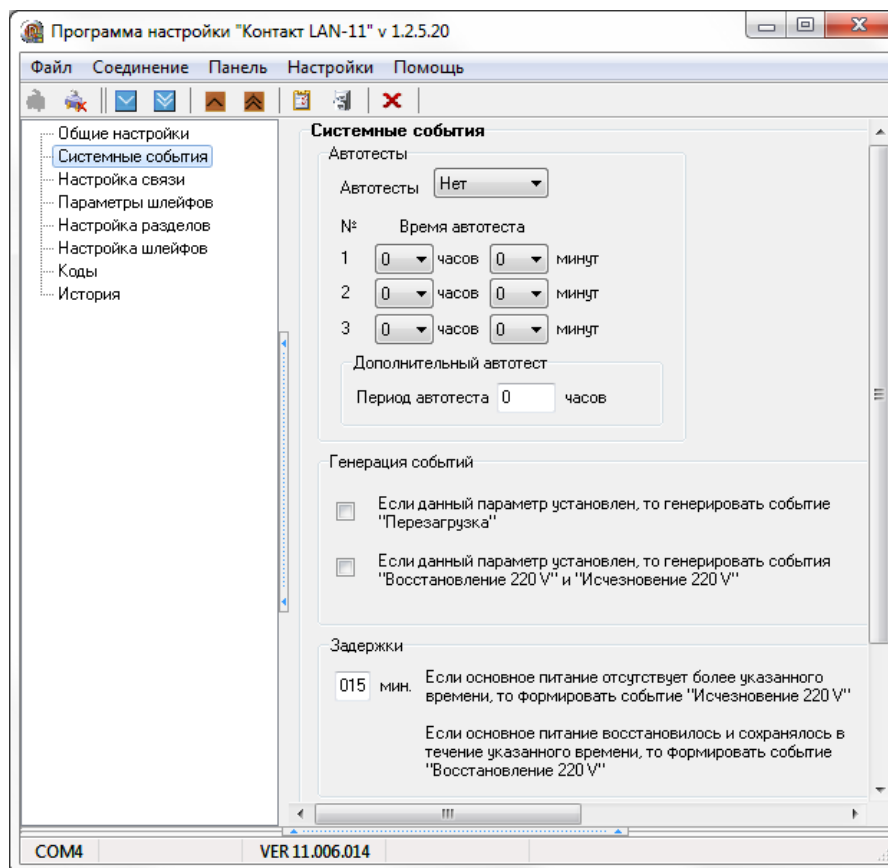 Программа настройки "Контакт LAN-11" v 1.2.5.20
Файл Соединение Панель Настройки Помощь
Общие настройки
Системные события
Настройка связи
Параметры шлейфов
Настройка разделов
Настройка шлейфов
Коды
История
Системные события
Автотесты
Автотесты Нет
№ Время автотеста
1 0 часов 0 минут
2 0 часов 0 минут
3 0 часов 0 минут
Дополнительный автотест
Период автотеста 0 часов
Генерация событий
Если данный параметр установлен, то генерировать событие
"Перезагрузка"
Если данный параметр установлен, то генерировать события
"Восстановление 220 V" и "Исчезновение 220 V"
Задержки
015 мин. Если основное питание отсутствует более указанного
времени, то формировать событие "Исчезновение 220 V"
Если основное питание восстановилось и сохранялось в
течение указанного времени, то формировать событие
"Восстановление 220 V"
COM4 VER 11.006.014